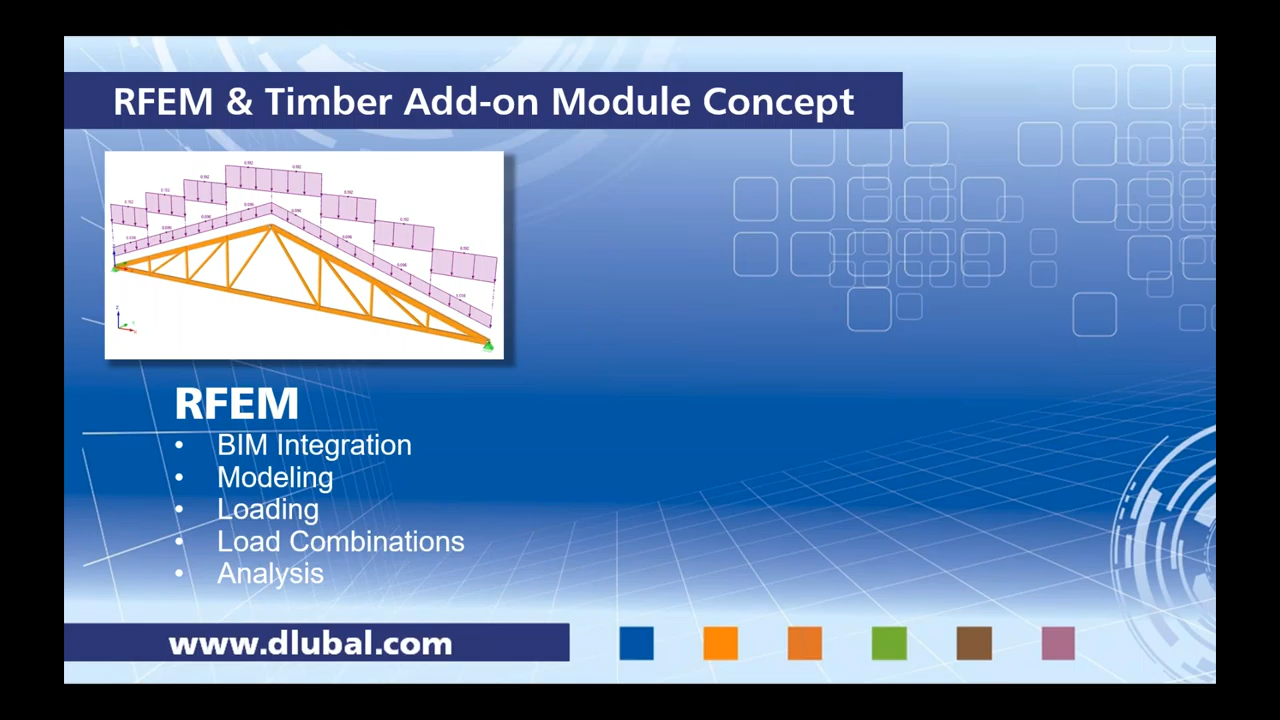 RFEM & Timber Add-on Module Concept
RFEM
• BIM Integration
• Modeling
• Loading
• Load Combinations
• Analysis
www.dlubal.com